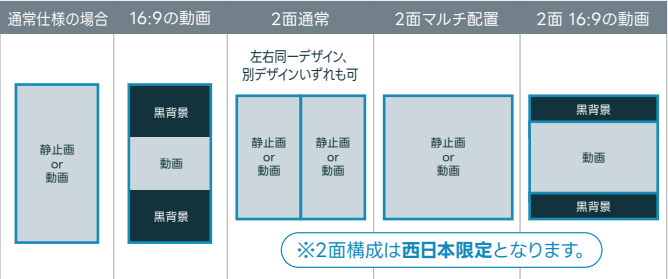 通常仕様の場合
16:9の動画
2面通常
2面マルチ配置
2面 16:9の動画
左右同一デザイン、
別デザインいずれも可
静止画
or
動画
黒背景
動画
黒背景
静止画
or
動画
静止画
or
動画
静止画
or
動画
黒背景
動画
黒背景
※2面構成は西日本限定となります。